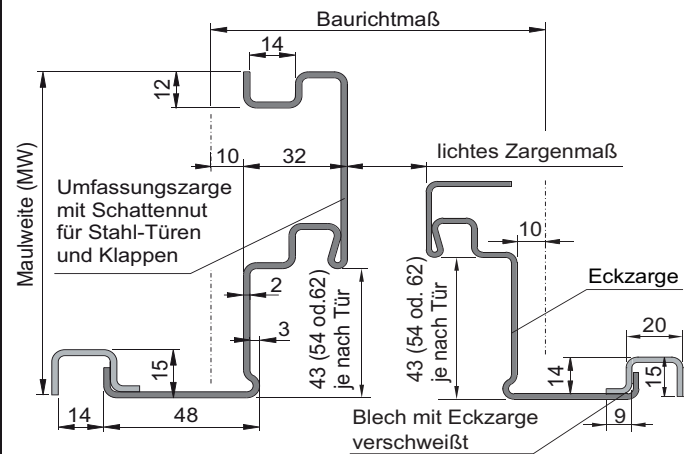 Baurichtmaß
14
12
10
32
lichtes Zargenmaß
Maulweite (MW)
Umfassungszarge
mit Schattennut
für Stahl-Türen
und Klappen
10
2
3
43 (54 od.62)
je nach Tür
43 (54 od. 62)
je nach Tür
Eckzarge
20
15
14
15
14
48
9
Blech mit Eckzarge
verschweißt